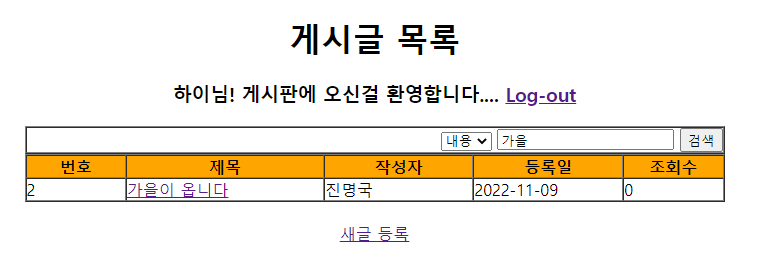 게시글 목록
하이님! 게시판에 오신걸 환영합니다.... Log-out
내용 가을 검색
번호 제목 작성자 등록일 조회수
2 가을이 옵니다 진명국 2022-11-09 0
새글 등록